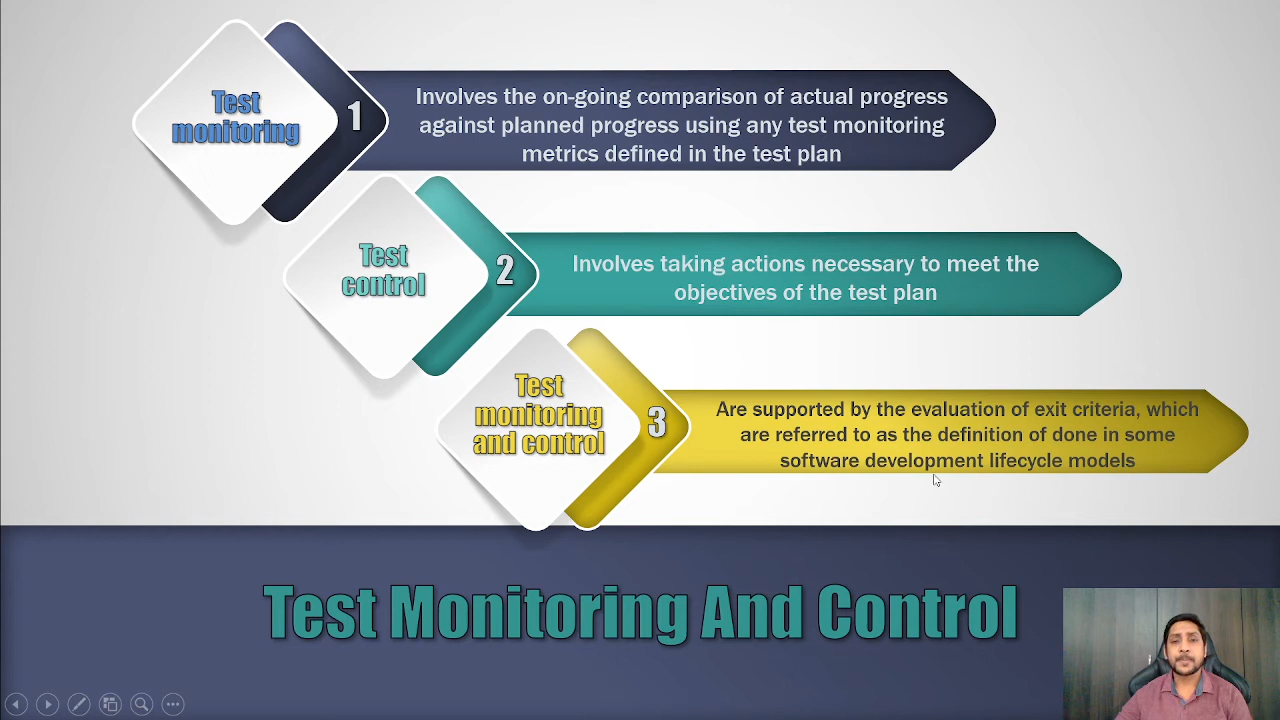 Test
monitoring
1
Involves the on-going comparison of actual progress
against planned progress using any test monitoring
metrics defined in the test plan
Test
control
2
Involves taking actions necessary to meet the
objectives of the test plan
Test
monitoring
and control
3
Are supported by the evaluation of exit criteria, which
are referred to as the definition of done in some
software development lifecycle models
Test Monitoring And Control